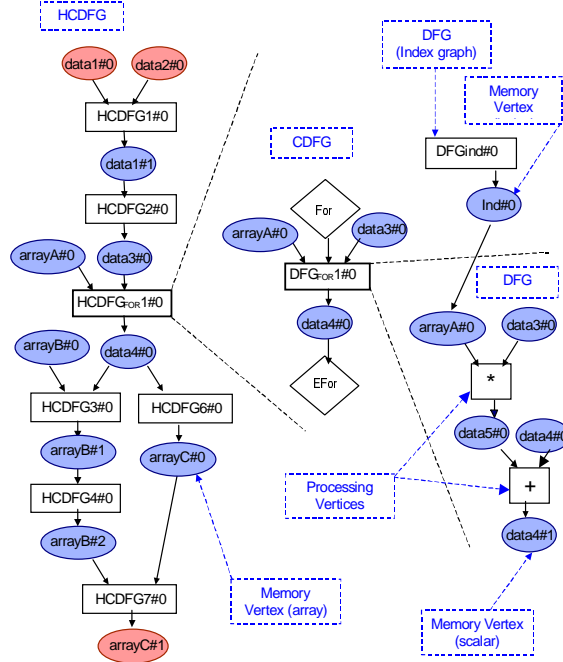 HCDFG
data1#0
data2#0
HCDFG1#0
data1#1
HCDFG2#0
arrayA#0
data3#0
HCDFGFOR1#0
arrayB#0
data4#0
HCDFG3#0
HCDFG6#0
arrayB#1
arrayC#0
HCDFG4#0
arrayB#2
HCDFG7#0
arrayC#1
Memory
Vertex (array)
CDFG
For
arrayA#0
data3#0
DFGFOR1#0
data4#0
EFor
Processing
Vertices
DFG
(Index graph)
Memory
Vertex
DFGind#0
Ind#0
DFG
arrayA#0
data3#0
*
data5#0
data4#0
+
data4#1
Memory Vertex
(scalar)